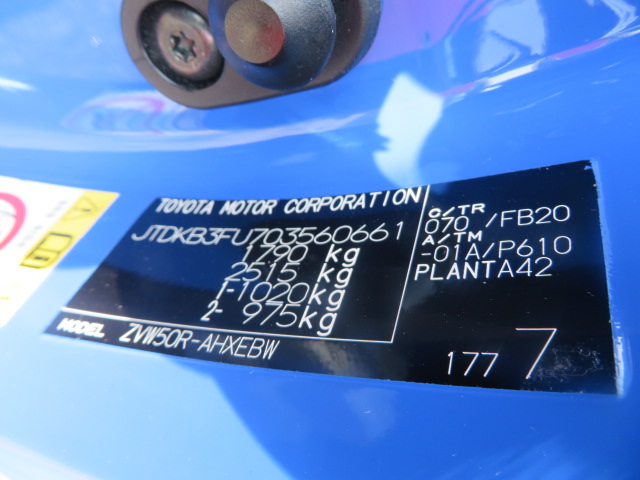 TOYOTA MOTOR CORPORATION
JTDKB3FU703560661
1790 kg
2515 kg
1-1020kg
2- 975kg
MODEL ZVW50R-AHXEBW
C/TR
070 /FB20
A/TM
-01A/P610
PLANTA42
177 7